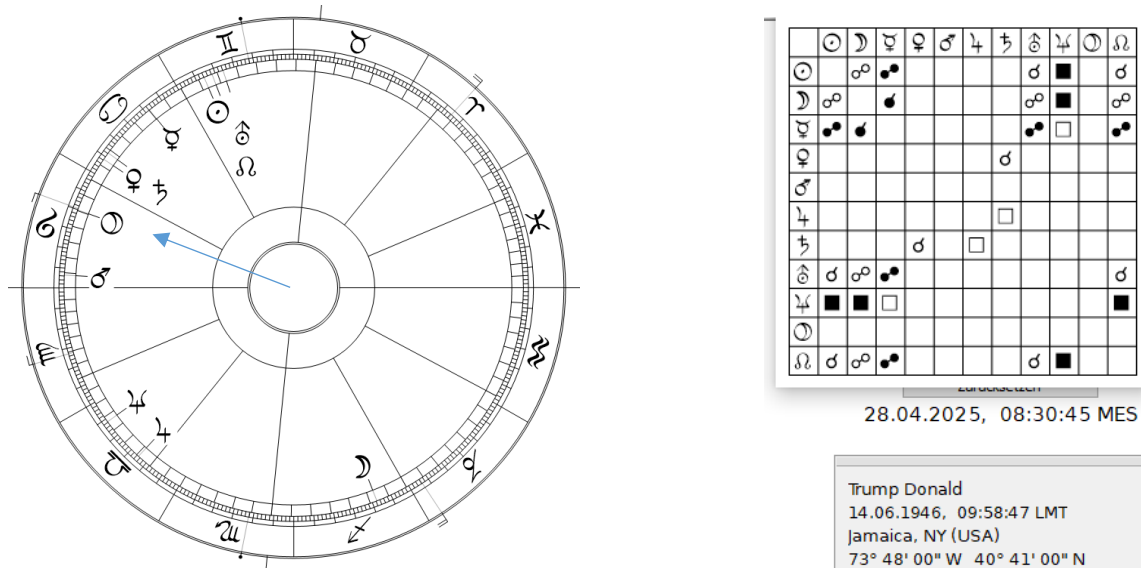 Zurücksetzen
28.04.2025, 08:30:45 MES
Trump Donald
14.06.1946, 09:58:47 LMT
Jamaica, NY (USA)
73° 48' 00" W 40° 41' 00" N